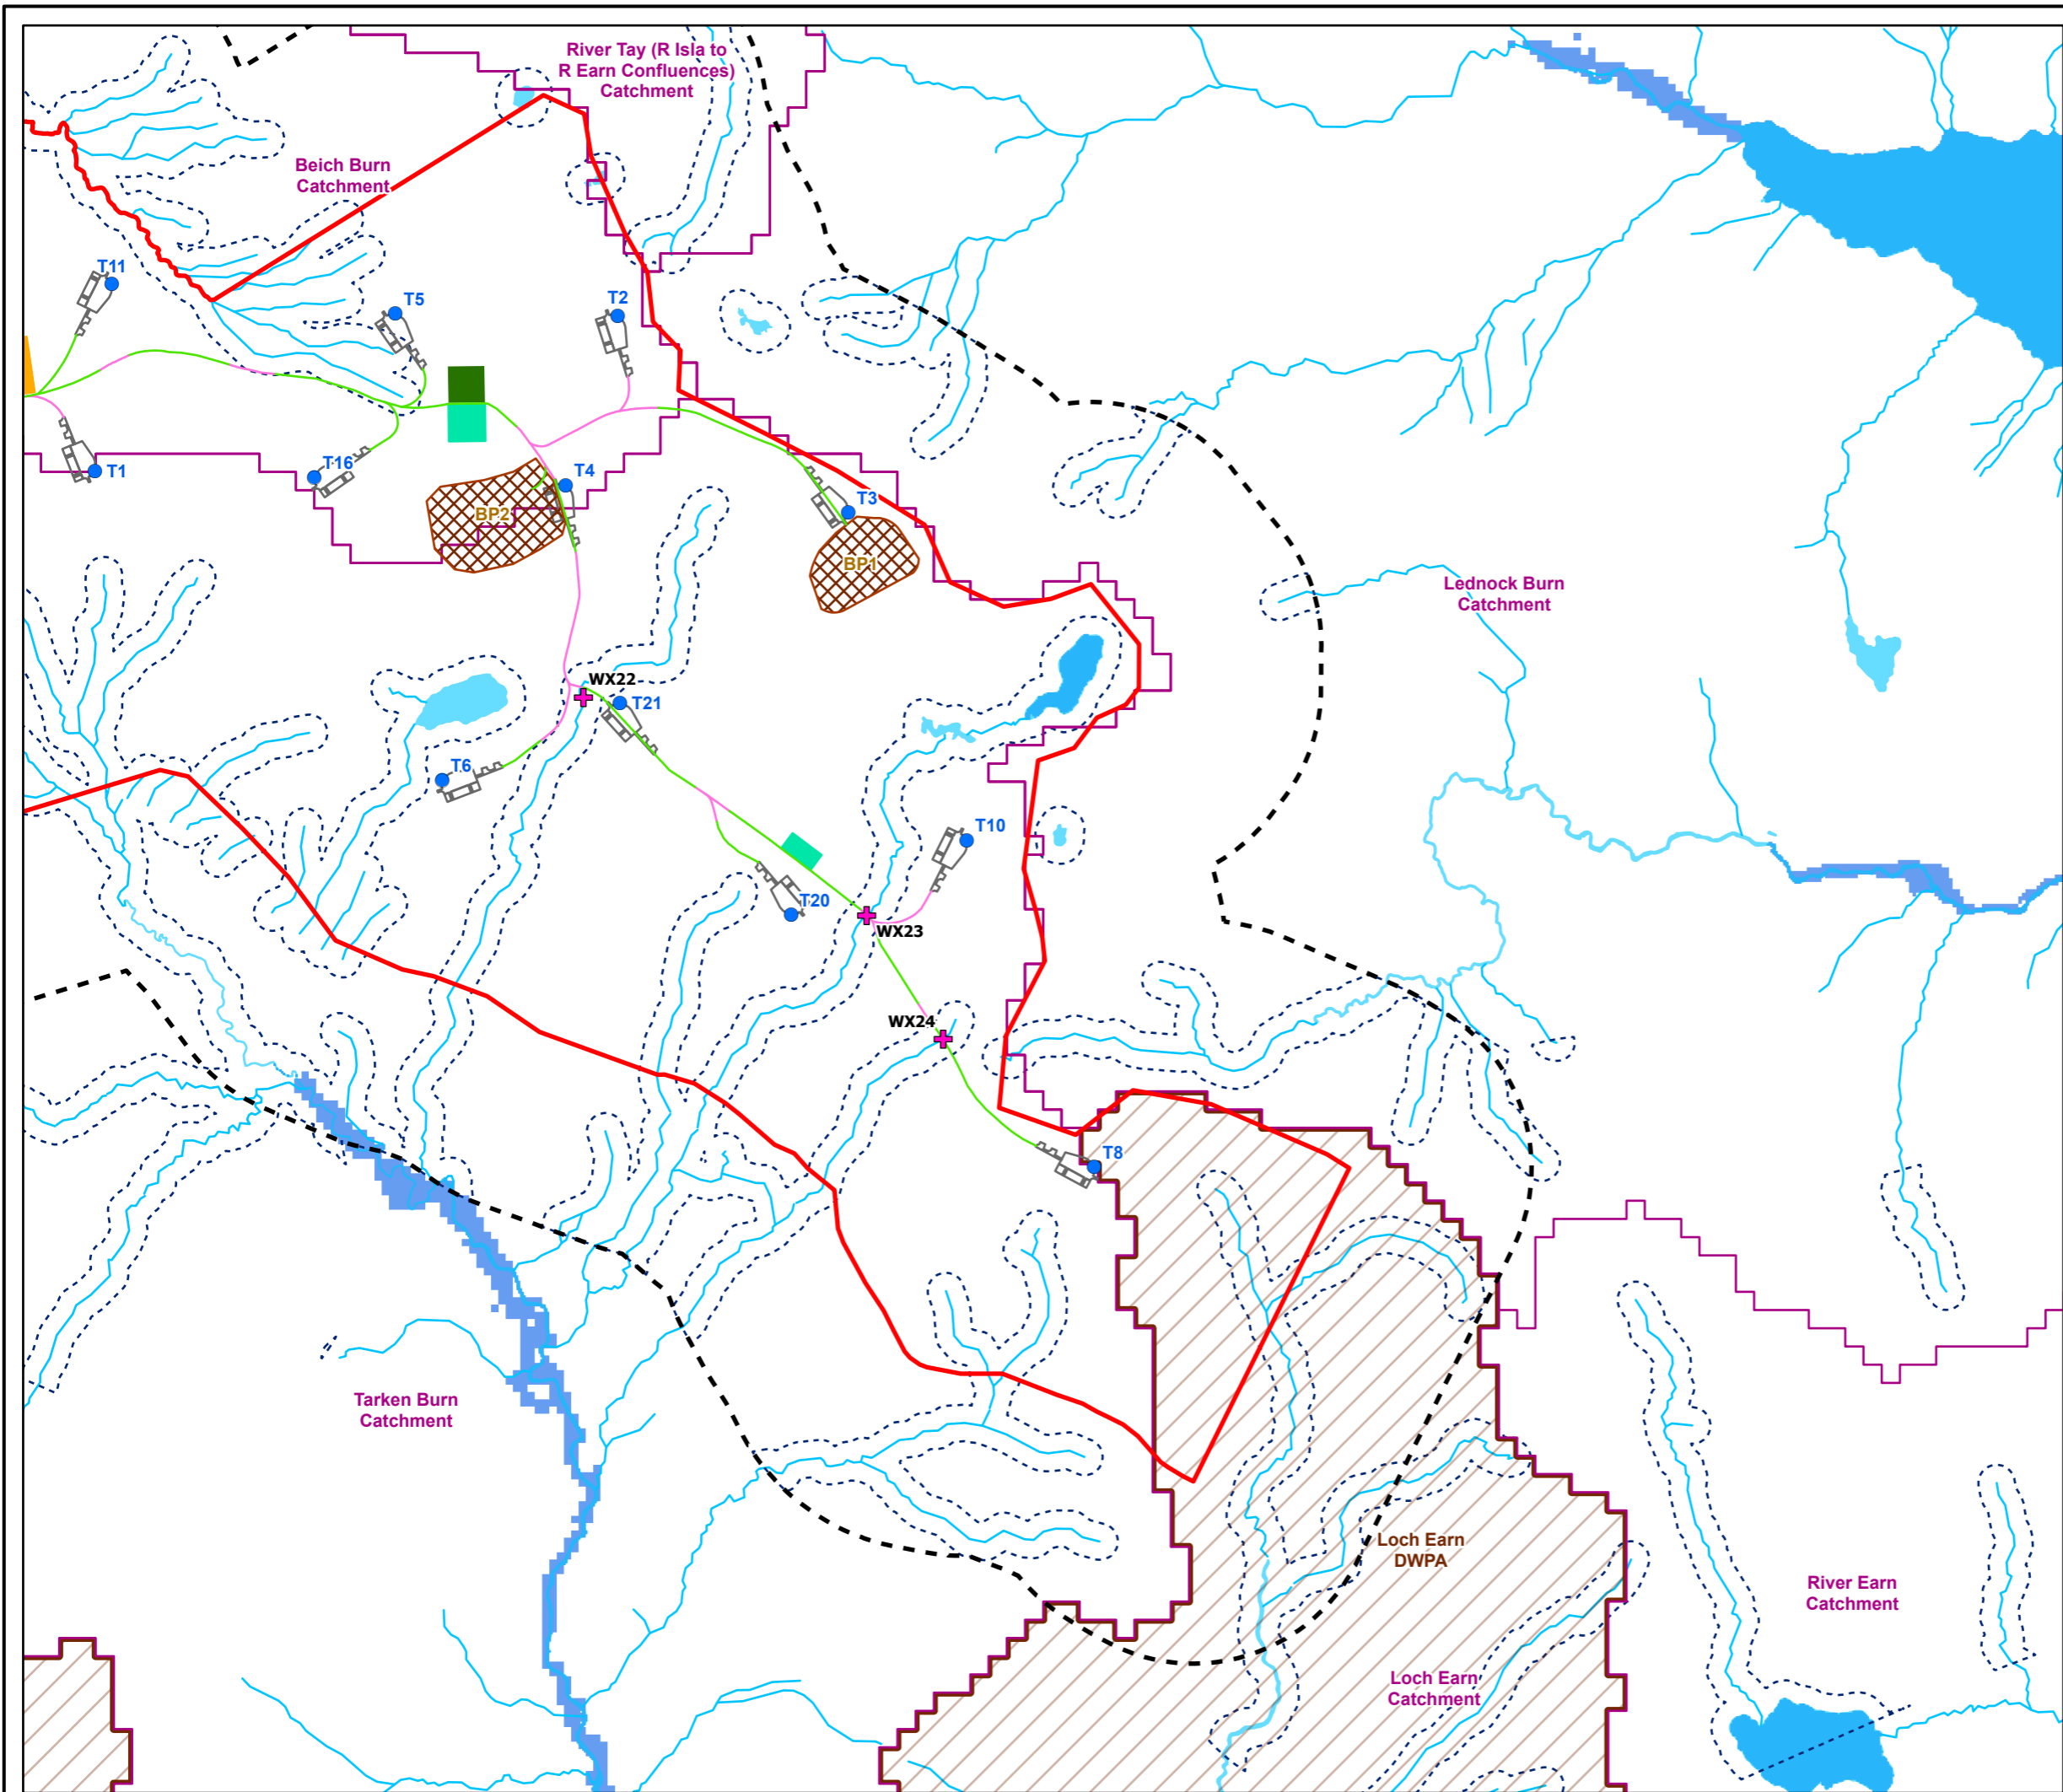 River Tay (R Isla to
R Earn Confluences)
Catchment
Beich Burn
Catchment
T11
T5
T2
T1
T16
T4
T3
BP2
BP1
Lednock Burn
Catchment
WX22
T21
T6
T10
T20
WX23
WX24
T8
Tarken Burn
Catchment
Loch Earn
DWPA
River Earn
Catchment
Loch Earn
Catchment